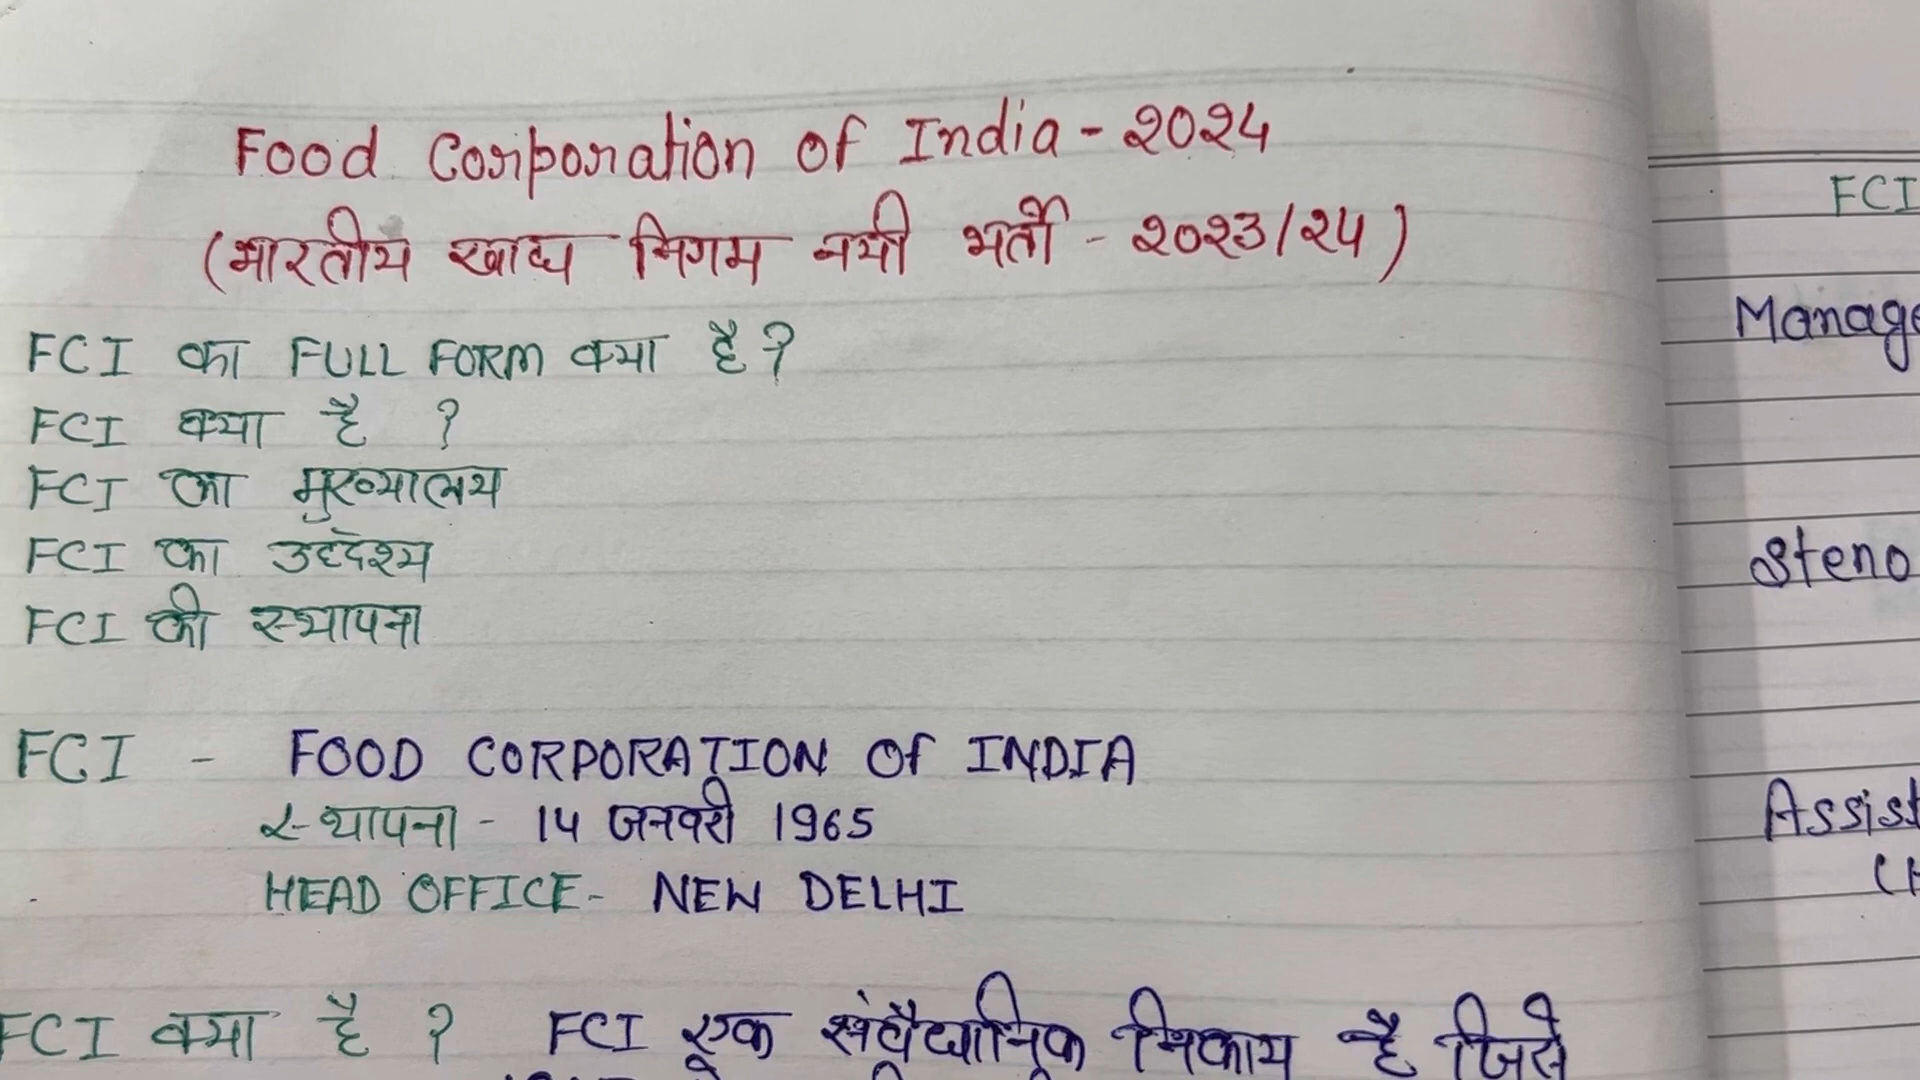 Food Corporation of India - 2024
(भारतीय खाद्य निगम नयी भर्ती - 2023/24)
FCI का FULL FORM क्या है?
FCI क्या है ?
FCI का मुख्यालय
FCI का उद्देश्य
FCI की स्थापना
FCI - FOOD CORPORATION Of INDIA
स्थापना - 14 जनवरी 1965
HEAD OFFICE - NEW DELHI
FCI क्या है ? FCI एक संवैधानिक निकाय है जिसे
FCI
Manage
Steno
Assist